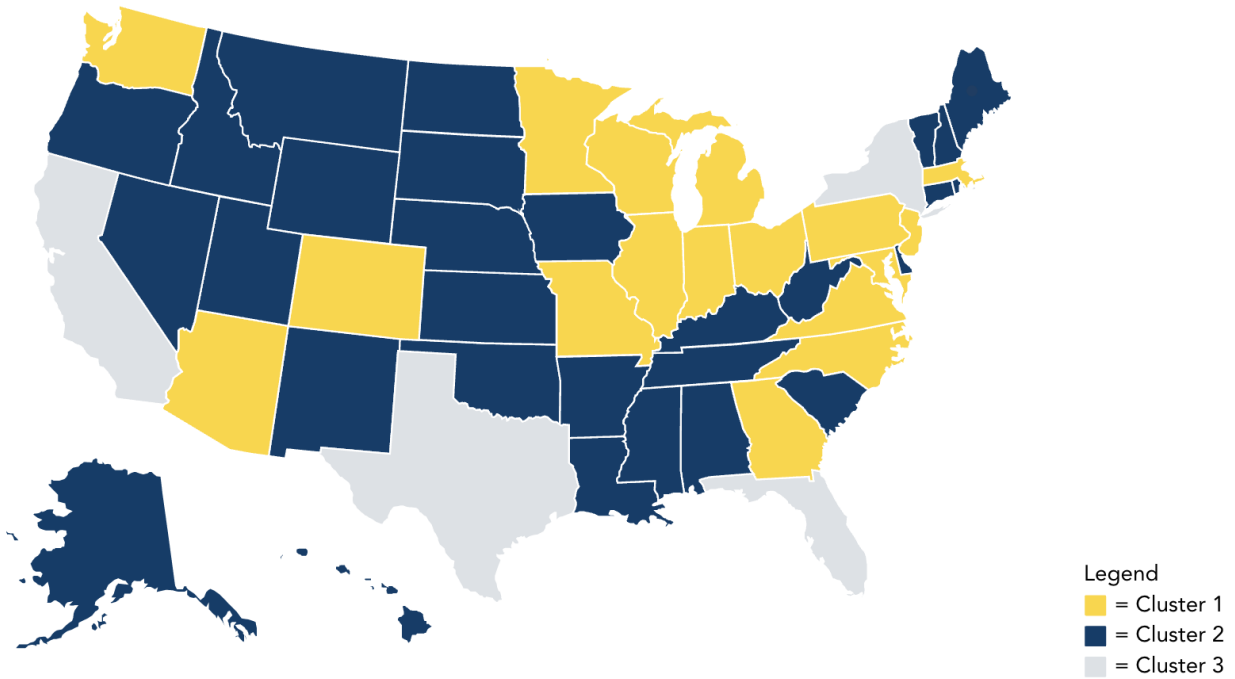 Legend
= Cluster 1
= Cluster 2
= Cluster 3